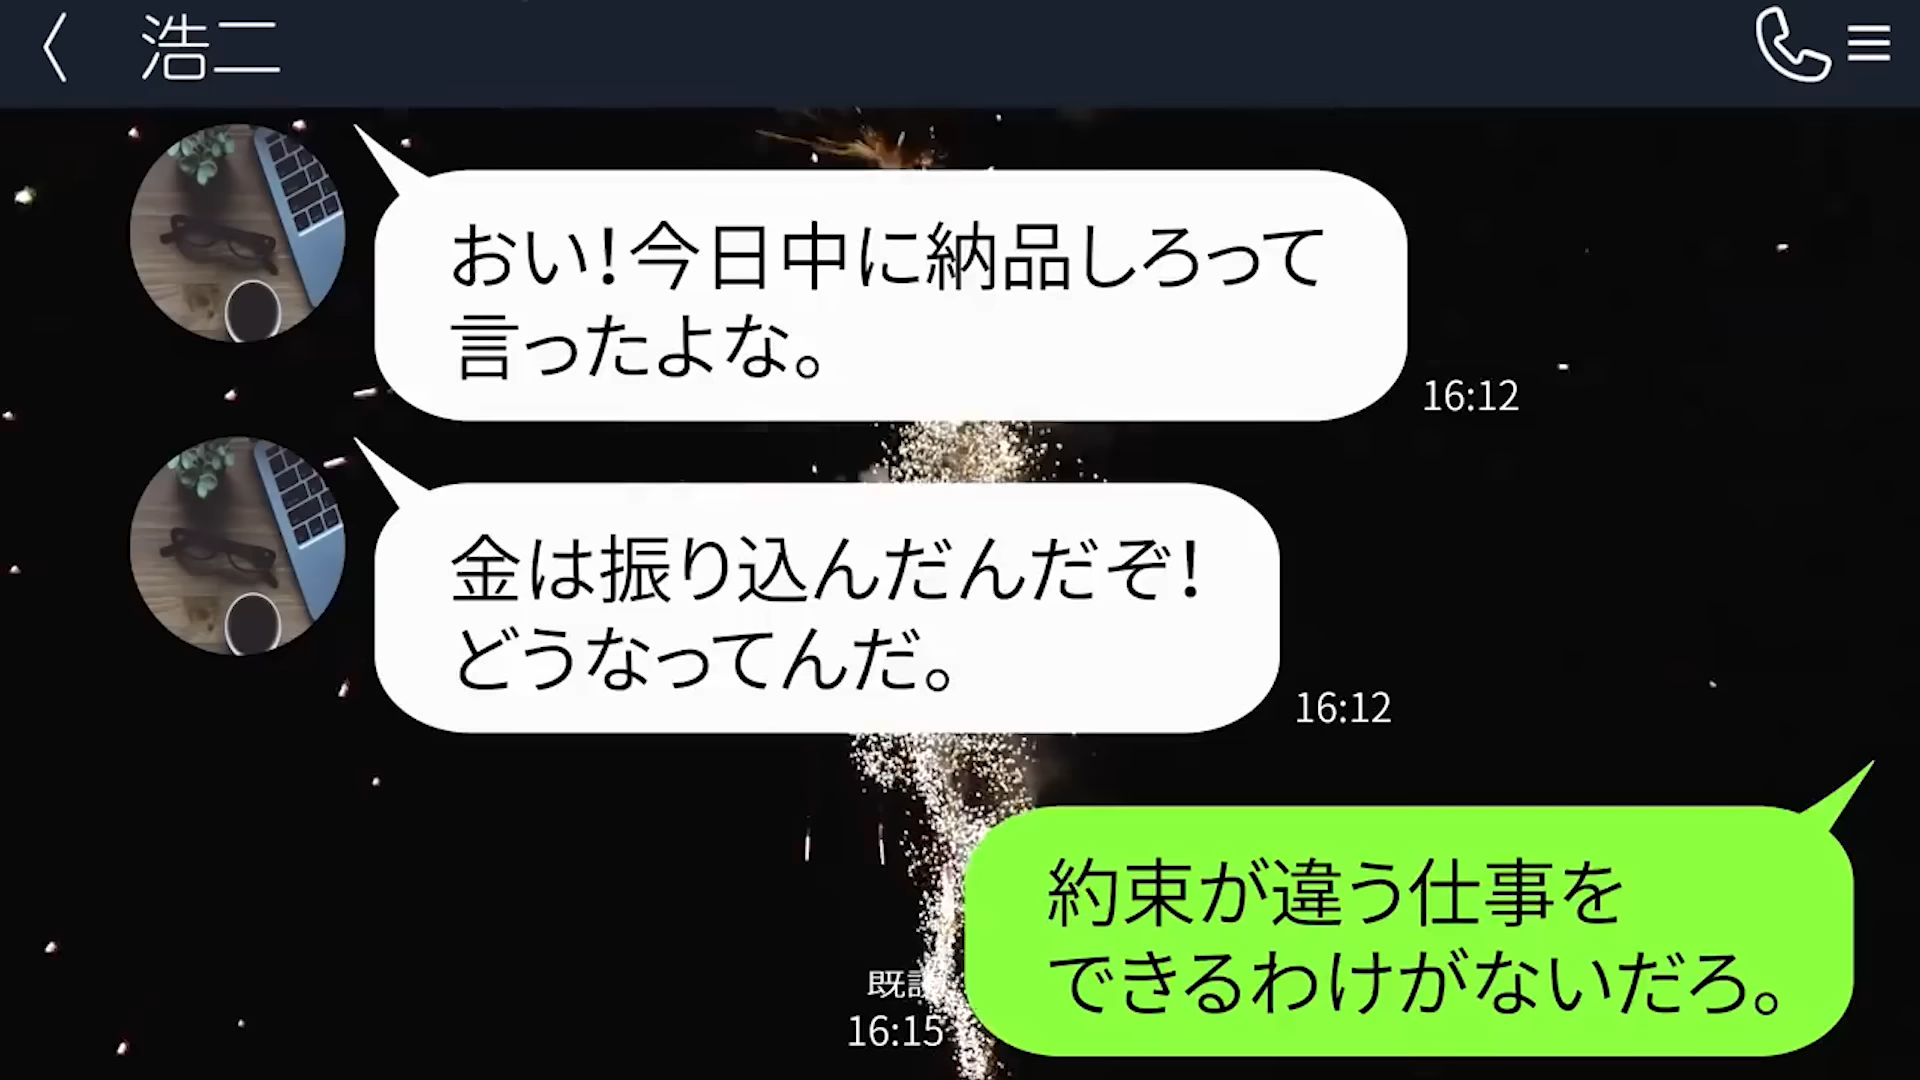 浩二
おい！今日中に納品しろって
言ったよな。
16:12
金は振り込んだんだぞ！
どうなってんだ。
16:12
約束が違う仕事を
できるわけがないだろ。
既読
16:15